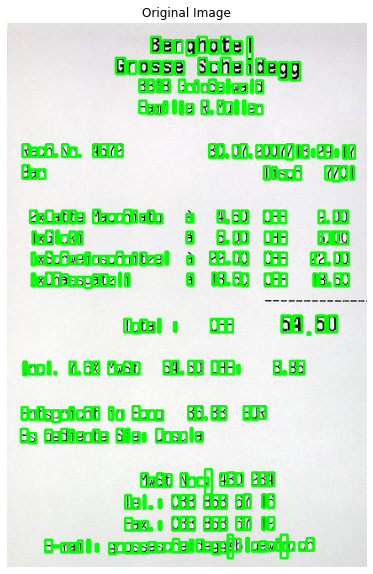 Original Image
Berghotel
Grosse Scheidegg
3818 Grindelwald
Familie R.Müller
Rech.Nr. 4572 30.07.2007/13:29:17
Bar Tisch 7/01
2xLatte Macchiato à 4.50 CHF 9.00
1xGloki à 5.00 CHF 5.00
1xSchweinschnitzel à 22.00 CHF 22.00
1xChässpätzli à 18.50 CHF 18.50
Total : CHF 54.50
Incl. 7.6% MwSt 54.50 CHF: 3.85
Entspricht in Euro 36.33 EUR
Es bediente Sie: Ursula
MwSt Nr.: 430 234
Tel.: 033 853 67 16
Fax.: 033 853 67 19
E-mail: grossescheidegg@bluewin.ch